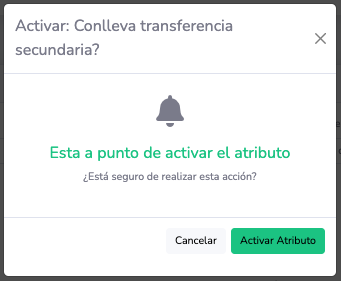 Activar: Conlleva transferencia
secundaria?
Esta a punto de activar el atributo
¿Está seguro de realizar esta acción?
Cancelar
Activar Atributo